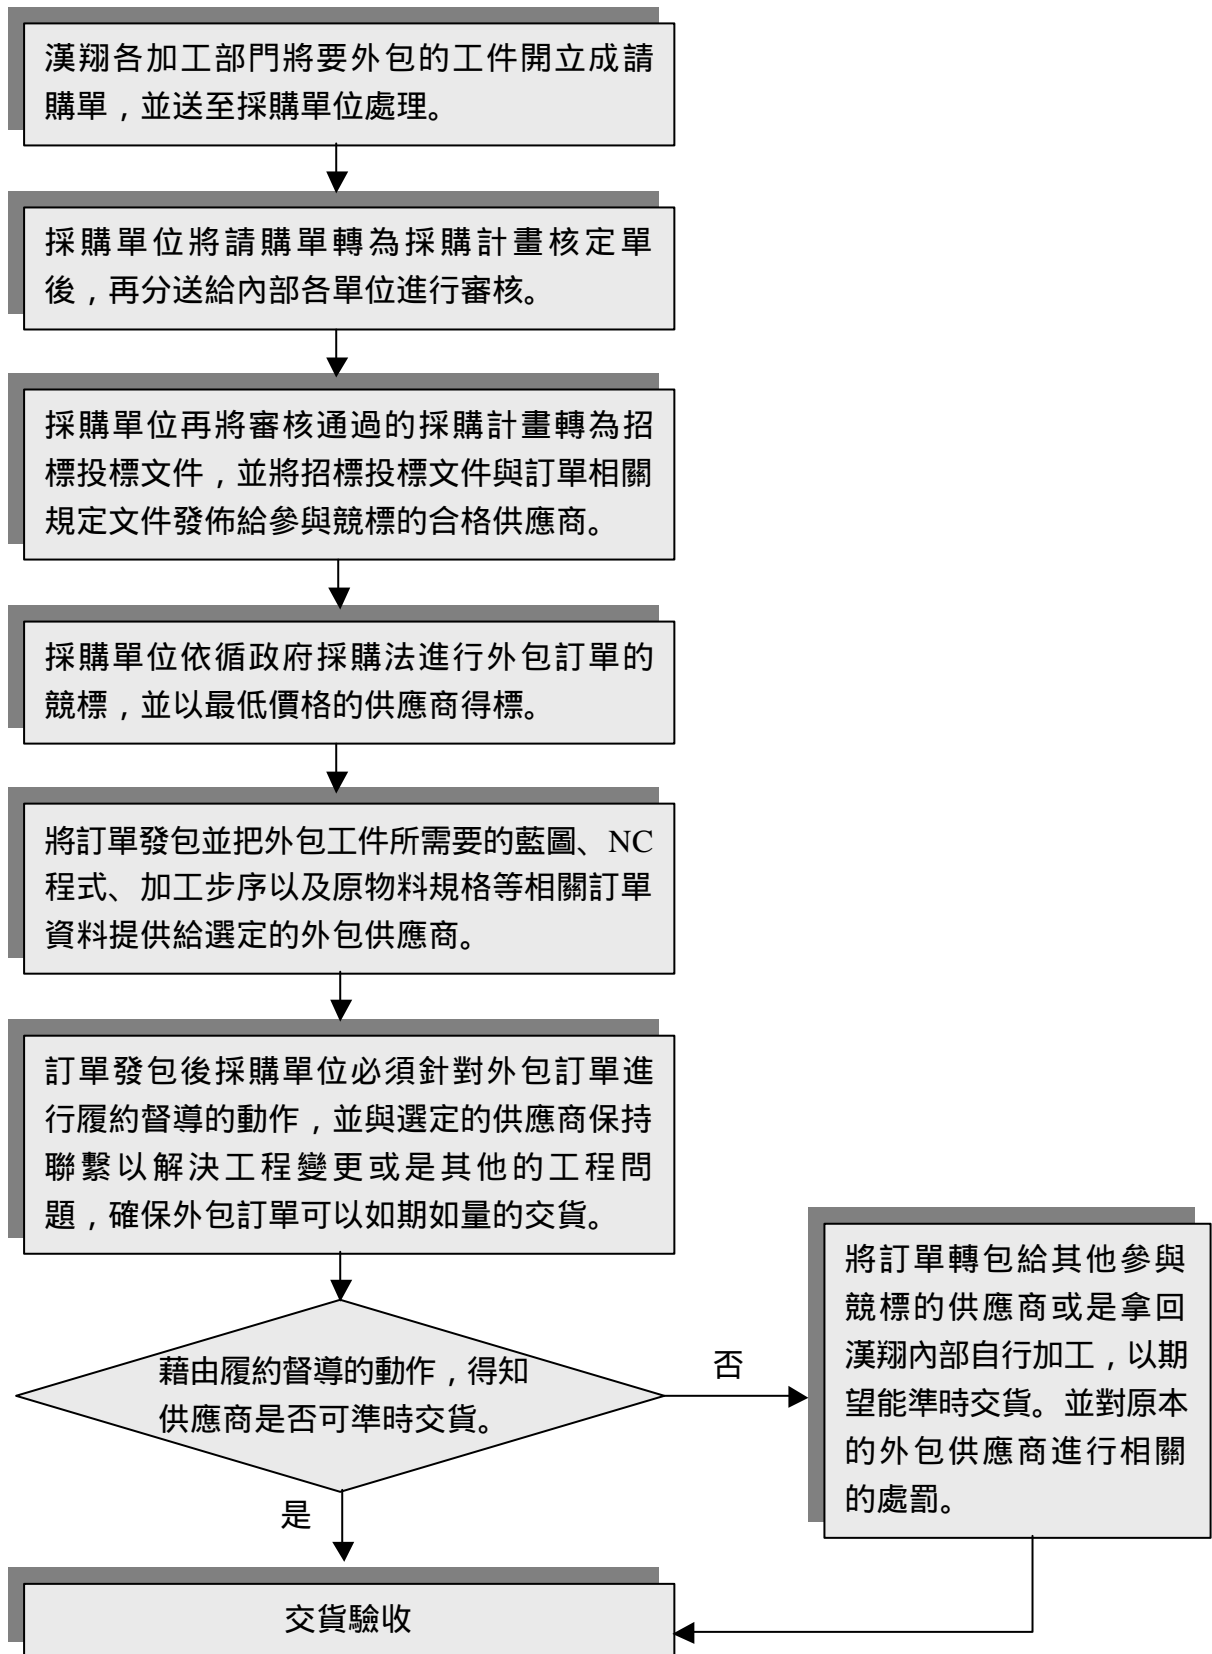 漢翔各加工部門將要外包的工件開立成請
購單，並送至採購單位處理。
採購單位將請購單轉為採購計畫核定單
後，再分送給內部各單位進行審核。
採購單位再將審核通過的採購計畫轉為招
標投標文件，並將招標投標文件與訂單相關
規定文件發佈給參與競標的合格供應商。
採購單位依循政府採購法進行外包訂單的
競標，並以最低價格的供應商得標。
將訂單發包並把外包工件所需要的藍圖、NC
程式、加工步序以及原物料規格等相關訂單
資料提供給選定的外包供應商。
訂單發包後採購單位必須針對外包訂單進
行履約督導的動作，並與選定的供應商保持
聯繫以解決工程變更或是其他的工程問
題，確保外包訂單可以如期如量的交貨。
藉由履約督導的動作，得知
供應商是否可準時交貨。
否
將訂單轉包給其他參與
競標的供應商或是拿回
漢翔內部自行加工，以期
望能準時交貨。並對原本
的外包供應商進行相關
的處罰。
是
交貨驗收